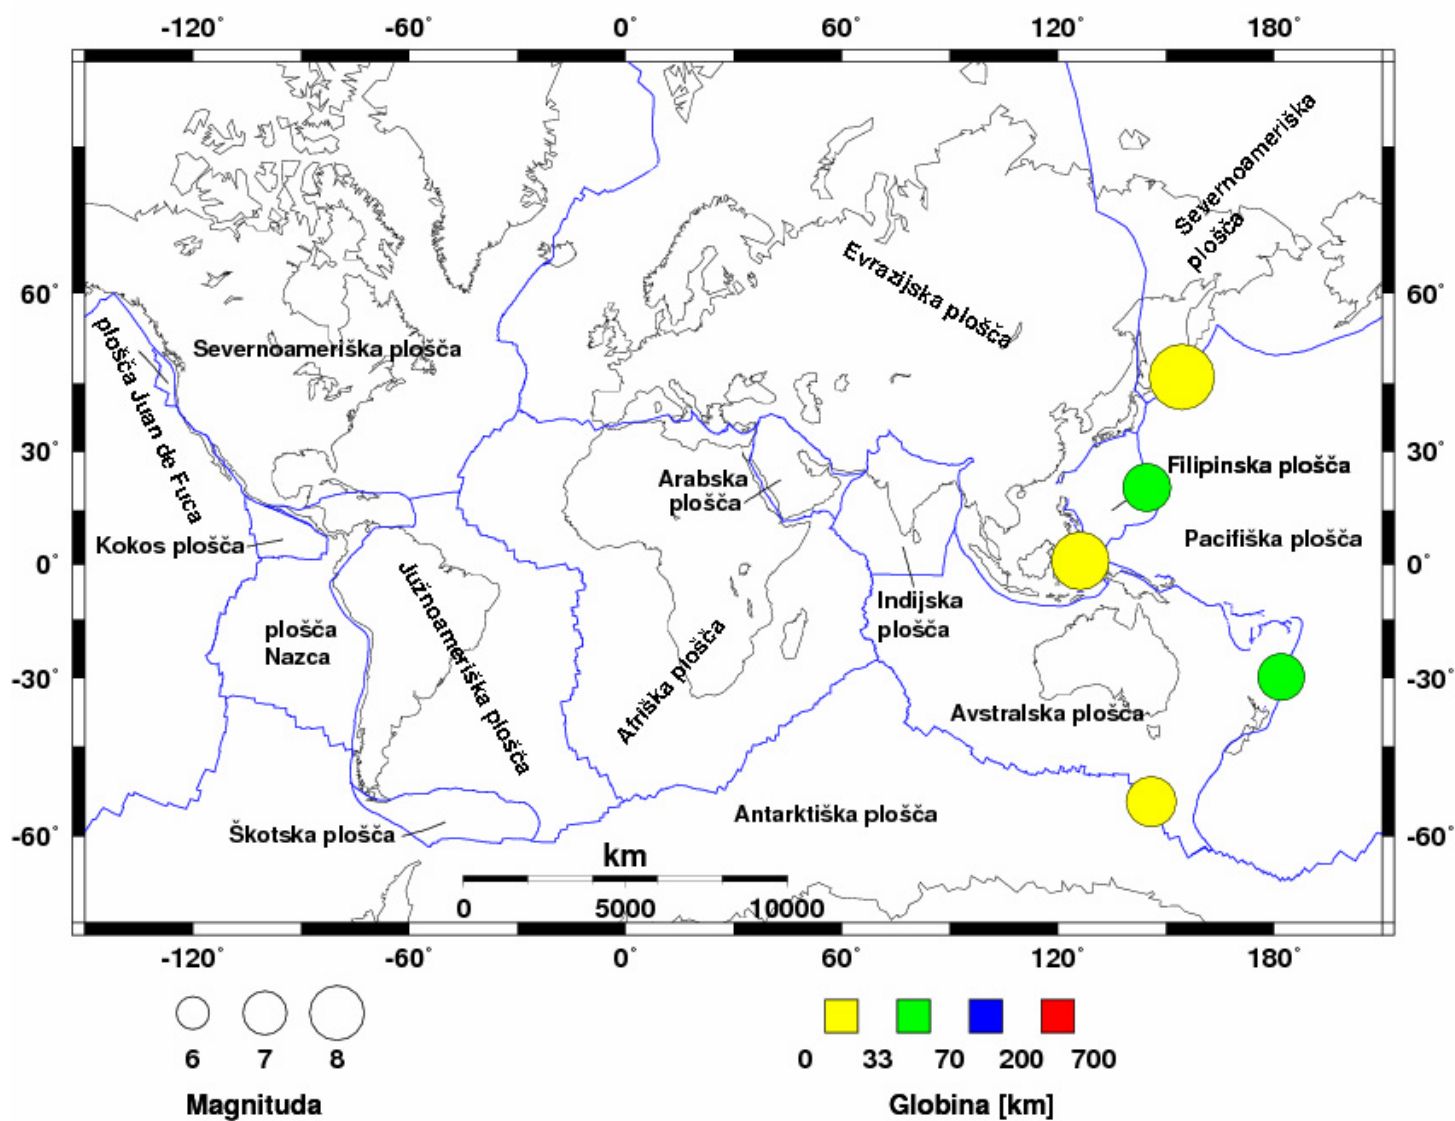 -120° -60° 0° 60° 120° 180°
Severnoameriška
plošča
Evrazijska plošča
60° 60°
plošča Juan de Fuca
Severnoameriška plošča
30° 30°
Arabska
plošča
Filipinska plošča
Kokos plošča
Pacifiška plošča
0° 0°
Južnoameriška plošča
Indijska
plošča
plošča
Nazca
Afriška plošča
-30° -30°
Avstralska plošča
Antarktiška plošča
Škotska plošča
-60° -60°
km
0 5000 10000
-120° -60° 0° 60° 120° 180°
6 7 8
Magnituda
0 33 70 200 700
Globina [km]